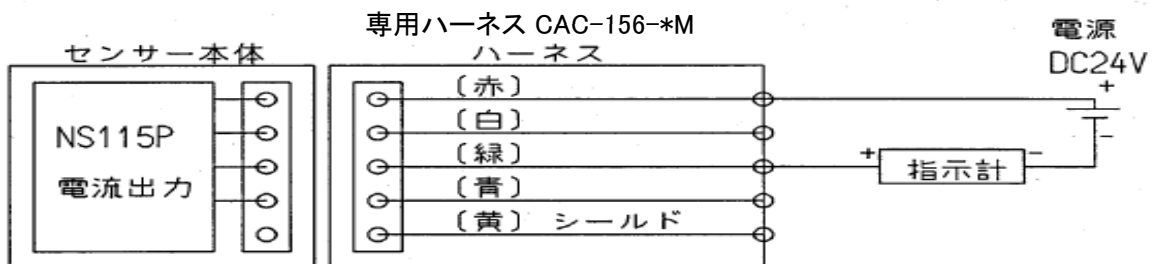 専用ハーネス CAC-156-*M
電源
DC24V
センサー本体
ハーネス
NS115P
電流出力
(赤)
(白)
(緑)
(青)
(黄) シールド
+
-
+
指示計
-